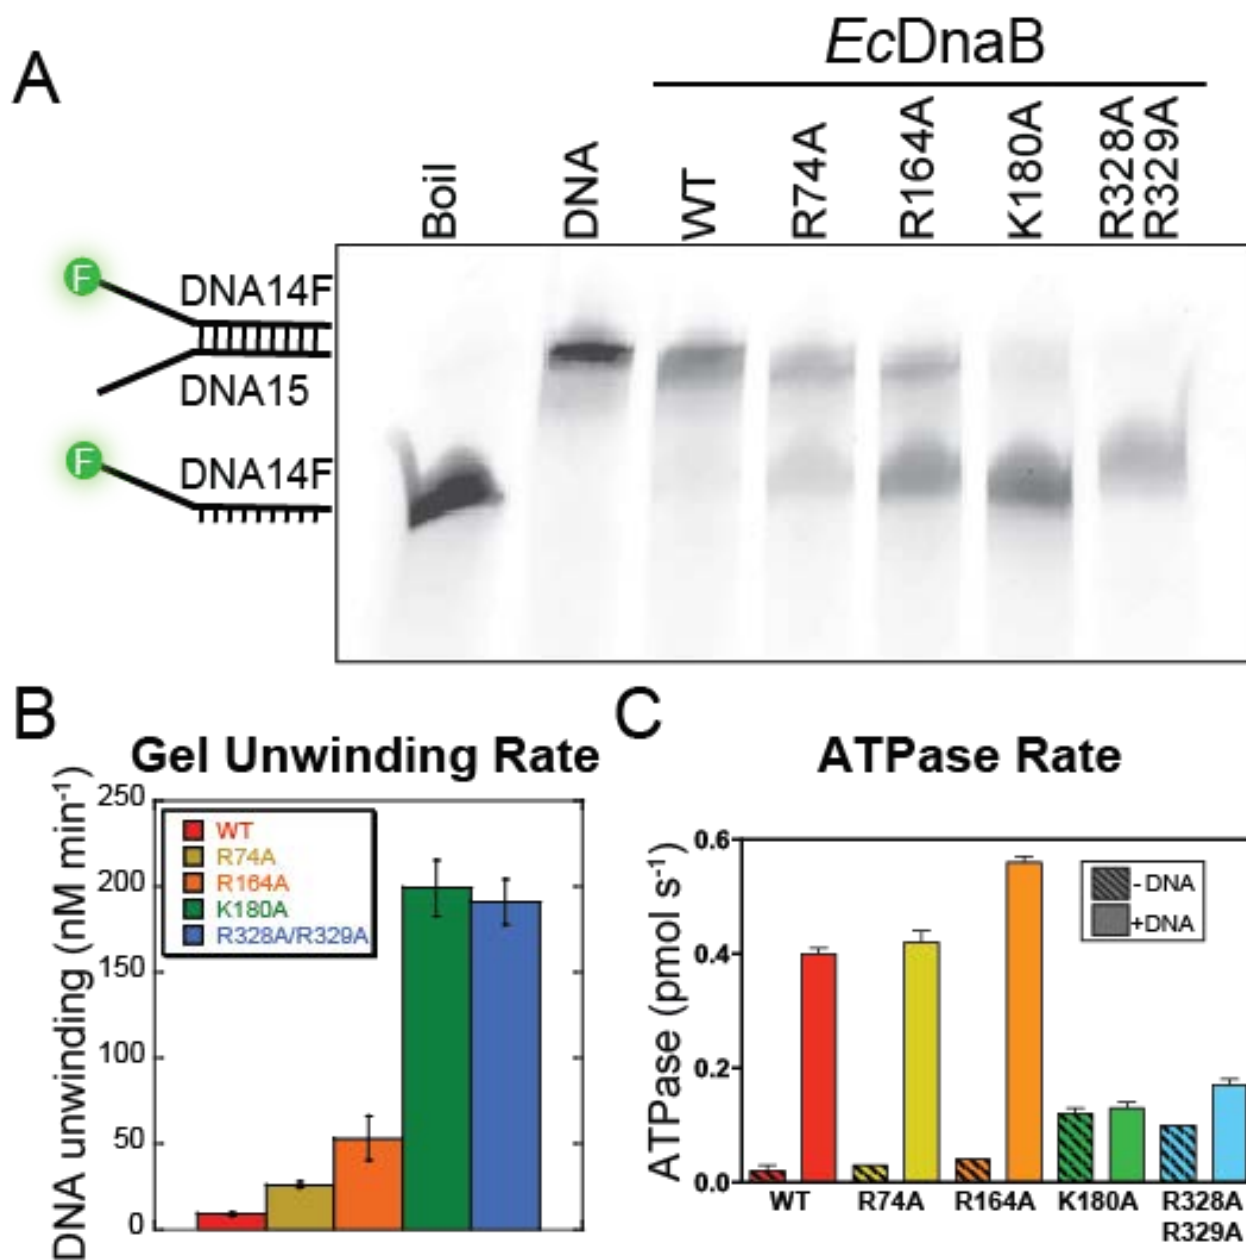 A
EcDnaB
Boil
DNA
WT
R74A
R164A
K180A
R328A
R329A
F
DNA14F
DNA15
F
DNA14F
B
Gel Unwinding Rate
DNA unwinding (nM min-1)
250
200
150
100
50
0
WT
R74A
R164A
K180A
R328A/R329A
C
ATPase Rate
ATPase (pmol s-1)
0.6
0.4
0.2
0.0
- DNA
+DNA
WT
R74A
R164A
K180A
R328A
R329A